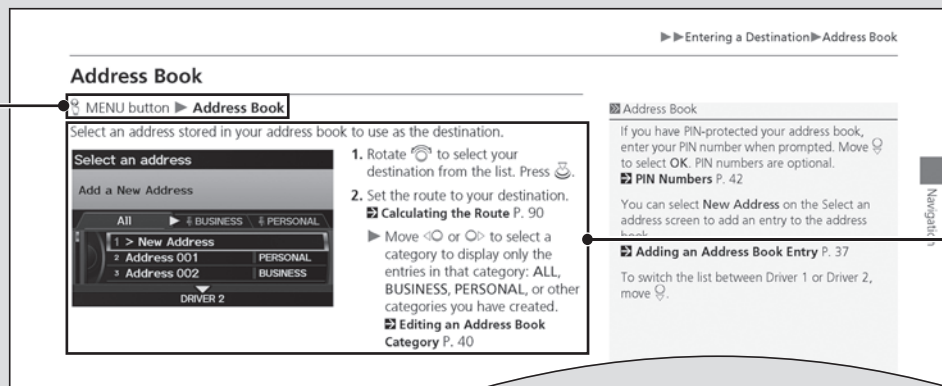 ▶▶Entering a Destination▶Address Book
Address Book
MENU button ▶ Address Book
Select an address stored in your address book to use as the destination.
Select an address
Add a New Address
All ▶ BUSINESS PERSONAL
1 > New Address
2 Address 001 PERSONAL
3 Address 002 BUSINESS
DRIVER 2
1. Rotate to select your
destination from the list. Press .
2. Set the route to your destination.
Calculating the Route P. 90
▶ Move or to select a
category to display only the
entries in that category: ALL,
BUSINESS, PERSONAL, or other
categories you have created.
Editing an Address Book
Category P. 40
Address Book
If you have PIN-protected your address book,
enter your PIN number when prompted. Move
to select OK. PIN numbers are optional.
PIN Numbers P. 42
You can select New Address on the Select an
address screen to add an entry to the address
book.
Adding an Address Book Entry P. 37
To switch the list between Driver 1 or Driver 2,
move .
Navigation